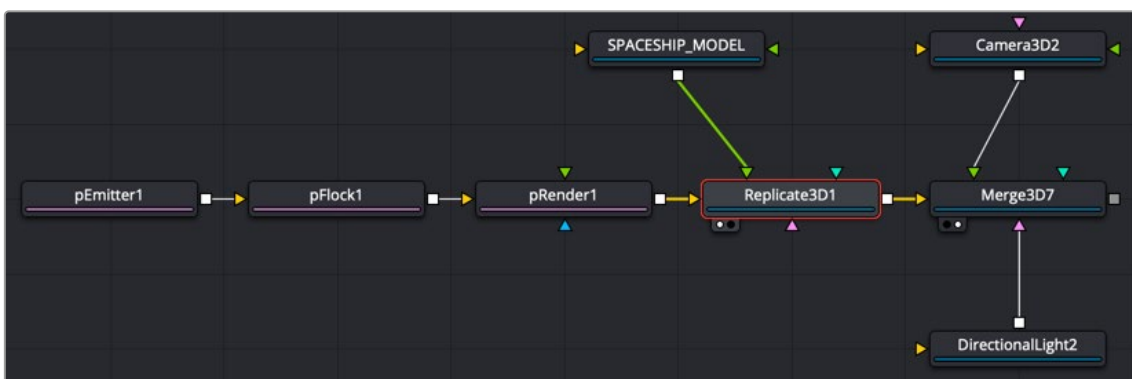 SPACESHIP_MODEL
Camera3D2
pEmitter1
pFlock1
pRender1
Replicate3D1
Merge3D7
DirectionalLight2